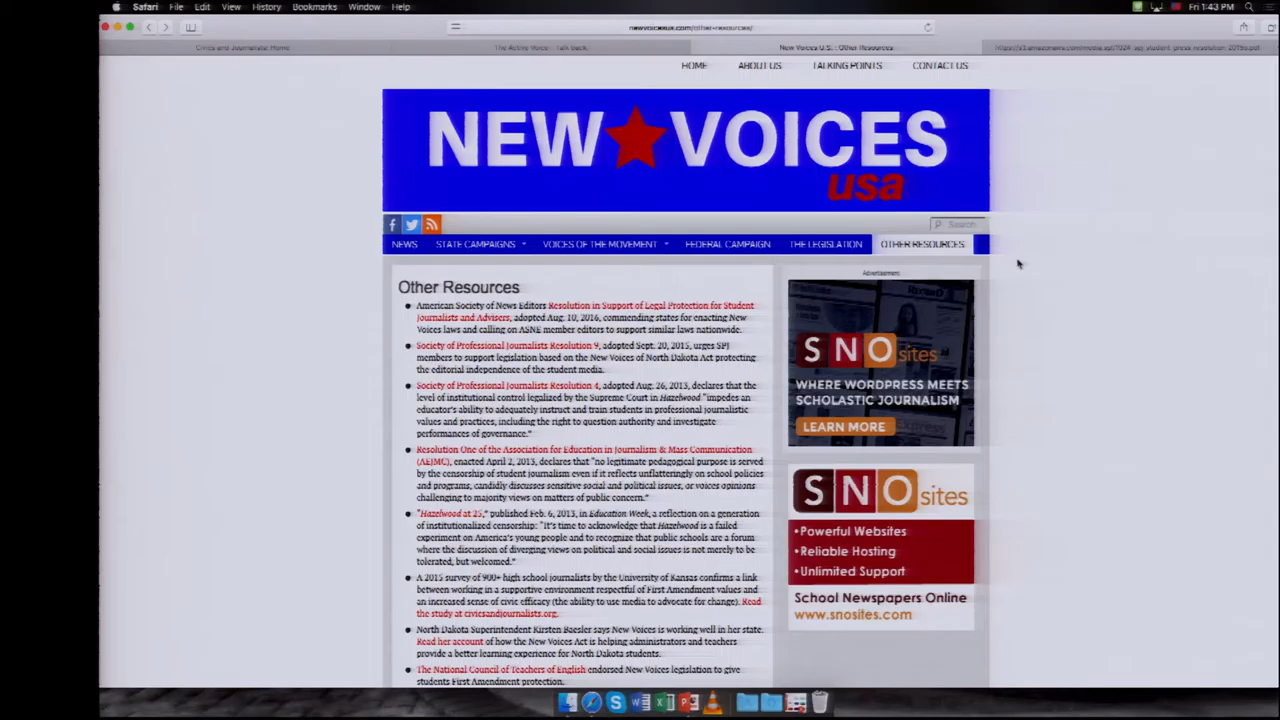 Safari File Edit View History Bookmarks Window Help
Fri 1:43 PM
newvoicesus.com/other-resources/
Civics and Journalists: Home
The Active Voice - Talk back.
New Voices U.S. : Other Resources
HOME ABOUT US TALKING POINTS CONTACT US
NEW VOICES
usa
Search
NEWS STATE CAMPAIGNS VOICES OF THE MOVEMENT FEDERAL CAMPAIGN THE LEGISLATION OTHER RESOURCES
Other Resources
American Society of News Editors Resolution in Support of Legal Protection for Student
Journalists and Advisers, adopted Aug. 10, 2016, commending states for enacting New
Voices laws and calling on ASNE member editors to support similar laws nationwide.
Society of Professional Journalists Resolution 9, adopted Sept. 20, 2015, urges SPJ
members to support legislation based on the New Voices of North Dakota Act protecting
the editorial independence of the student media.
Society of Professional Journalists Resolution 4, adopted Aug. 26, 2013, declares that the
level of institutional control legalized by the Supreme Court in Hazelwood "impedes an
educator's ability to adequately instruct and train students in professional journalistic
values and practices, including the right to question authority and investigate
performances of governance."
Resolution One of the Association for Education in Journalism & Mass Communication
(AEJMC), enacted April 2, 2013, declares that "no legitimate pedagogical purpose is served
by the censorship of student journalism even if it reflects unflatteringly on school policies
and programs, candidly discusses sensitive social and political issues, or voices opinions
challenging to majority views on matters of public concern."
"Hazelwood at 25," published Feb. 6, 2013, in Education Week, a reflection on a generation
of institutionalized censorship: "It's time to acknowledge that Hazelwood is a failed
experiment on America's young people and to recognize that public schools are a forum
where the discussion of diverging views on political and social issues is not merely to be
tolerated, but welcomed."
A 2015 survey of 900+ high school journalists by the University of Kansas confirms a link
between working in a supportive environment respectful of First Amendment values and
an increased sense of civic efficacy (the ability to use media to advocate for change). Read
the study at civicsandjournalists.org.
North Dakota Superintendent Kirsten Baesler says New Voices is working well in her state.
Read her account of how the New Voices Act is helping administrators and teachers
provide a better learning experience for North Dakota students.
The National Council of Teachers of English endorsed New Voices legislation to give
students First Amendment protection.
Advertisement
SNO sites
WHERE WORDPRESS MEETS
SCHOLASTIC JOURNALISM
LEARN MORE
SNO sites
•Powerful Websites
•Reliable Hosting
•Unlimited Support
School Newspapers Online
www.snosites.com